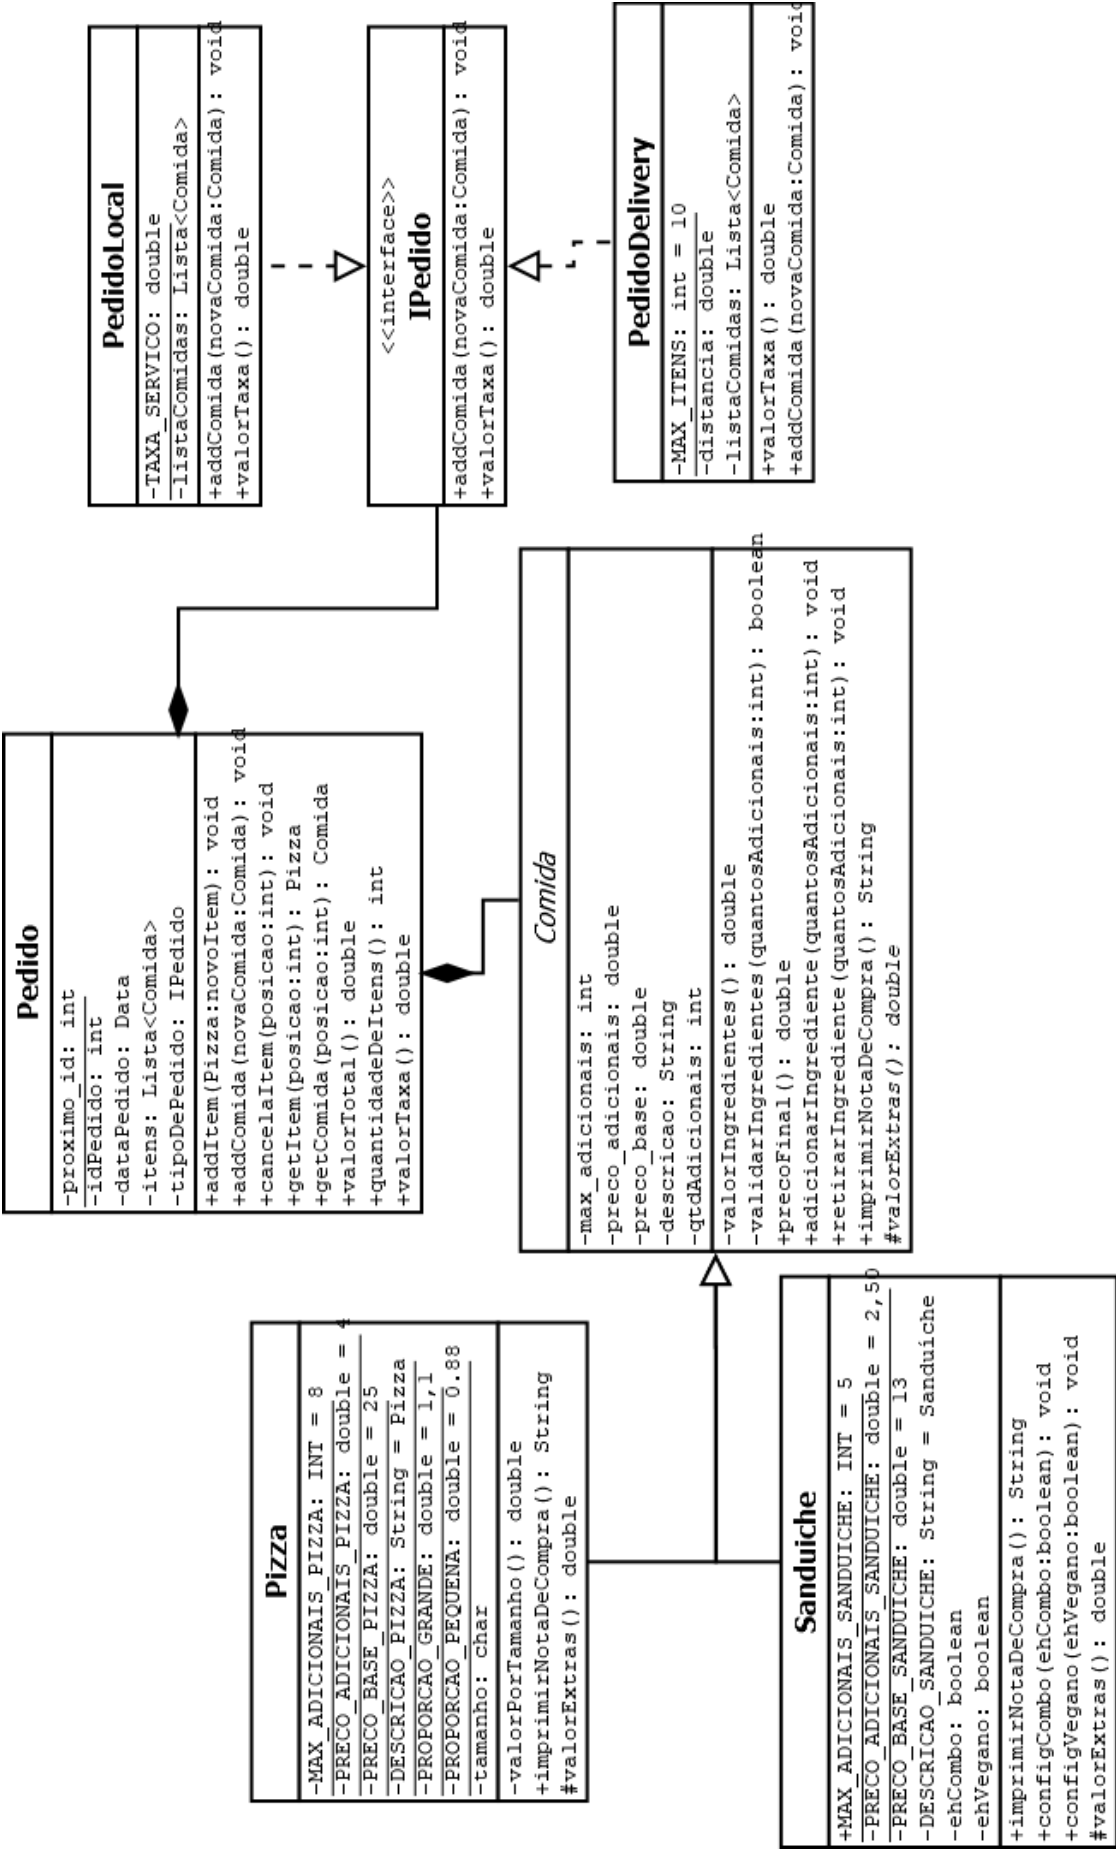 Pizza
-MAX_ADICIONAIS_PIZZA: INT = 8
-PRECO_ADICIONAIS_PIZZA: double = 4
-PRECO_BASE_PIZZA: double = 25
-DESCRICAO_PIZZA: String = Pizza
-PROPORCAO_GRANDE: double = 1,1
-PROPORCAO_PEQUENA: double = 0.88
-tamanho: char
-valorPorTamanho(): double
+imprimirNotaDeCompra(): String
#valorExtras(): double
Sanduiche
+MAX_ADICIONAIS_SANDUICHE: INT = 5
-PRECO_ADICIONAIS_SANDUICHE: double = 2,50
-PRECO_BASE_SANDUICHE: double = 13
-DESCRICAO_SANDUICHE: String = Sanduiche
-ehCombo: boolean
-ehVegano: boolean
+imprimirNotaDeCompra(): String
+configCombo(ehCombo:boolean): void
+configVegano(ehVegano:boolean): void
#valorExtras(): double
Pedido
-proximo_id: int
-idPedido: int
-dataPedido: Data
-itens: Lista<Comida>
-tipoDePedido: IPedido
+addItem(Pizza:novoItem): void
+addComida(novaComida:Comida): void
+cancelaItem(posicao:int): void
+getItem(posicao:int): Pizza
+getComida(posicao:int): Comida
+valorTotal(): double
+quantidadeDeItens(): int
+valorTaxa(): double
Comida
-max_adicionais: int
-preco_adicionais: double
-preco_base: double
-descricao: String
-qtdAdicionais: int
-valorIngredientes(): double
-validarIngredientes(quantosAdicionais:int): boolean
+precoFinal(): double
+adicionarIngrediente(quantosAdicionais:int): void
+retirarIngrediente(quantosAdicionais:int): void
+imprimirNotaDeCompra(): String
#valorExtras(): double
PedidoLocal
-TAXA_SERVICO: double
-listaComidas: Lista<Comida>
+addComida(novaComida:Comida): void
+valorTaxa(): double
<<interface>>
IPedido
+addComida(novaComida:Comida): void
+valorTaxa(): double
PedidoDelivery
-MAX_ITENS: int = 10
-distancia: double
-listaComidas: Lista<Comida>
+valorTaxa(): double
+addComida(novaComida:Comida): void